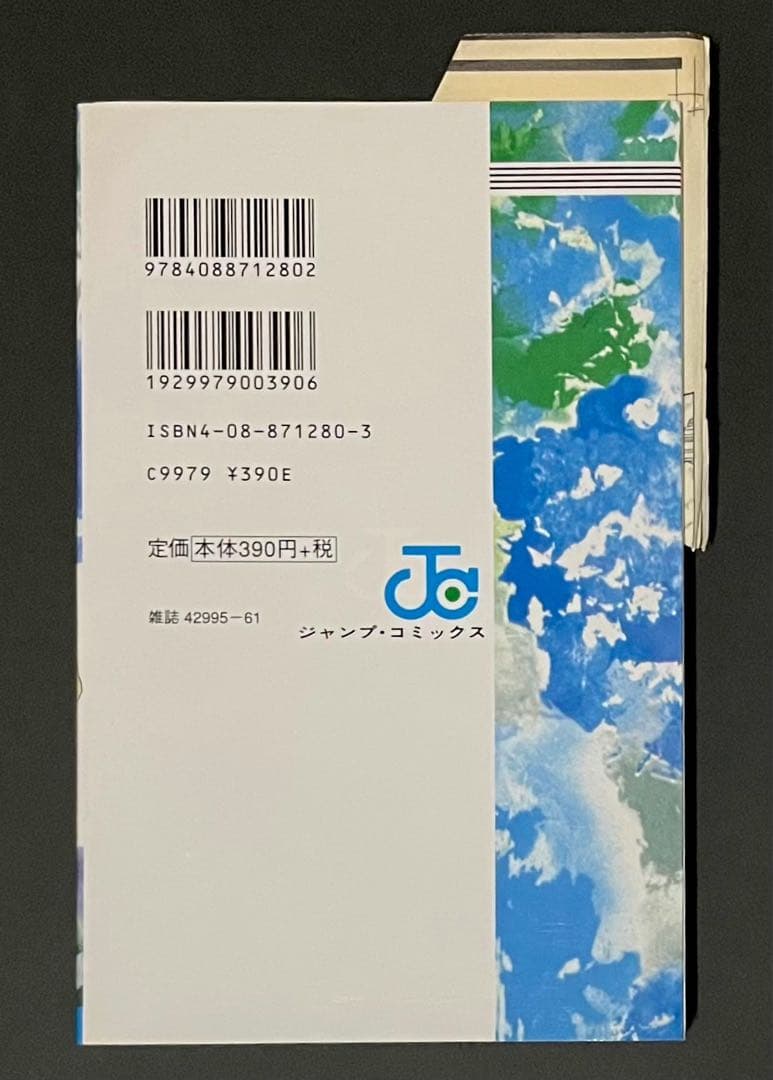 9784088712802
1929979003906
ISBN4-08-871280-3
C9979 ¥390E
定価本体390円+税
雑誌 42995-61
JC
ジャンプ・コミックス